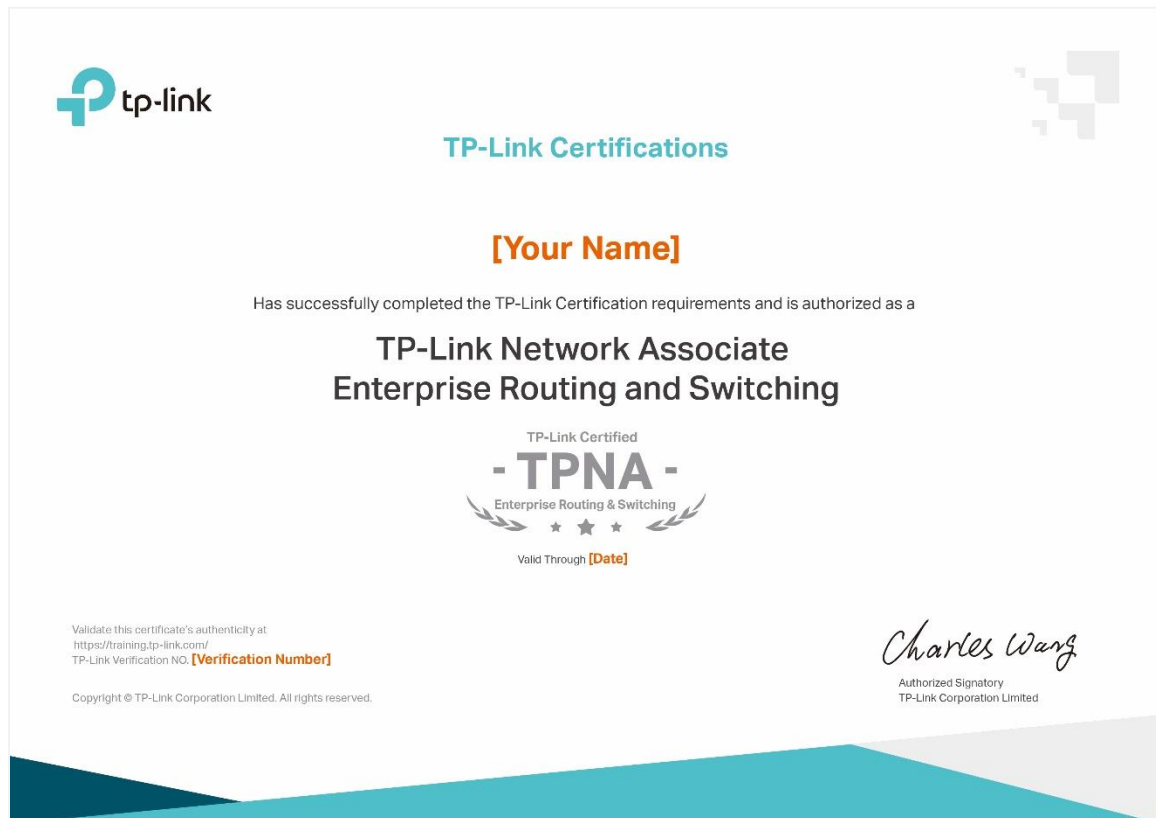 tp-link
TP-Link Certifications
[Your Name]
Has successfully completed the TP-Link Certification requirements and is authorized as a
TP-Link Network Associate
Enterprise Routing and Switching
TP-Link Certified
- TPNA -
Enterprise Routing & Switching
Valid Through [Date]
Validate this certificate's authenticity at
https://training.tp-link.com/
TP-Link Verification NO. [Verification Number]
Copyright © TP-Link Corporation Limited. All rights reserved.
Charles Wang
Authorized Signatory
TP-Link Corporation Limited